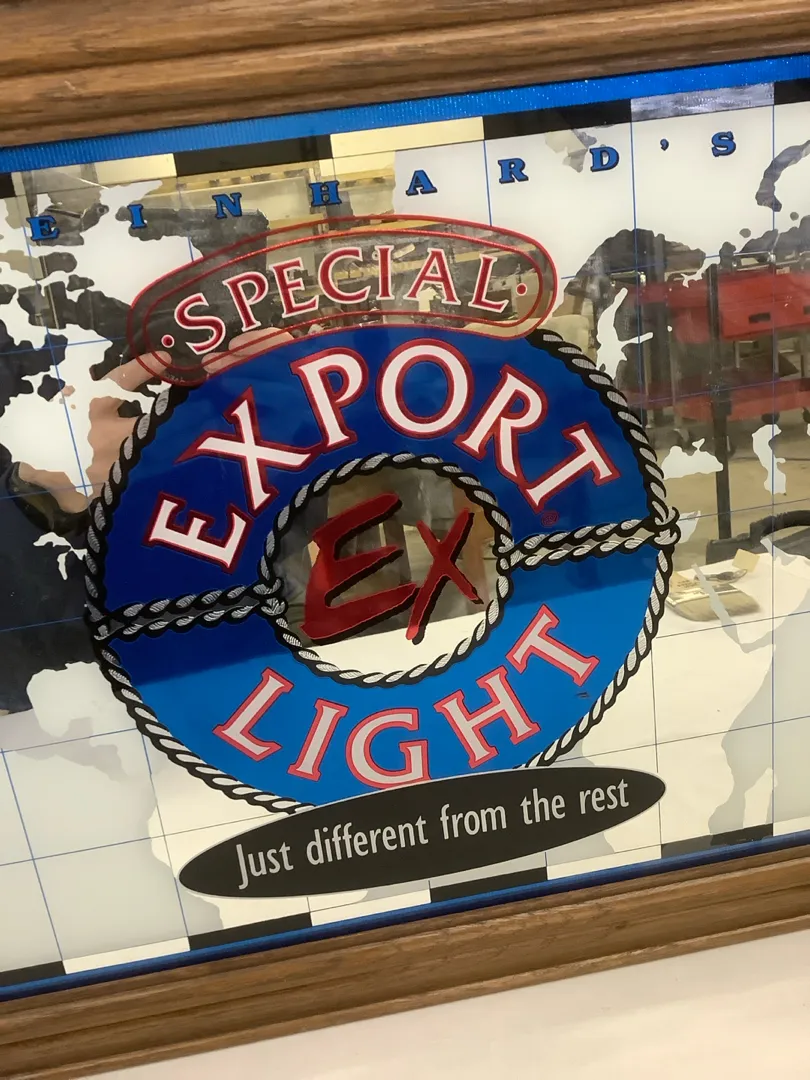 EINHARD'S
·SPECIAL·
EXPORT®
Ex
LIGHT
Just different from the rest